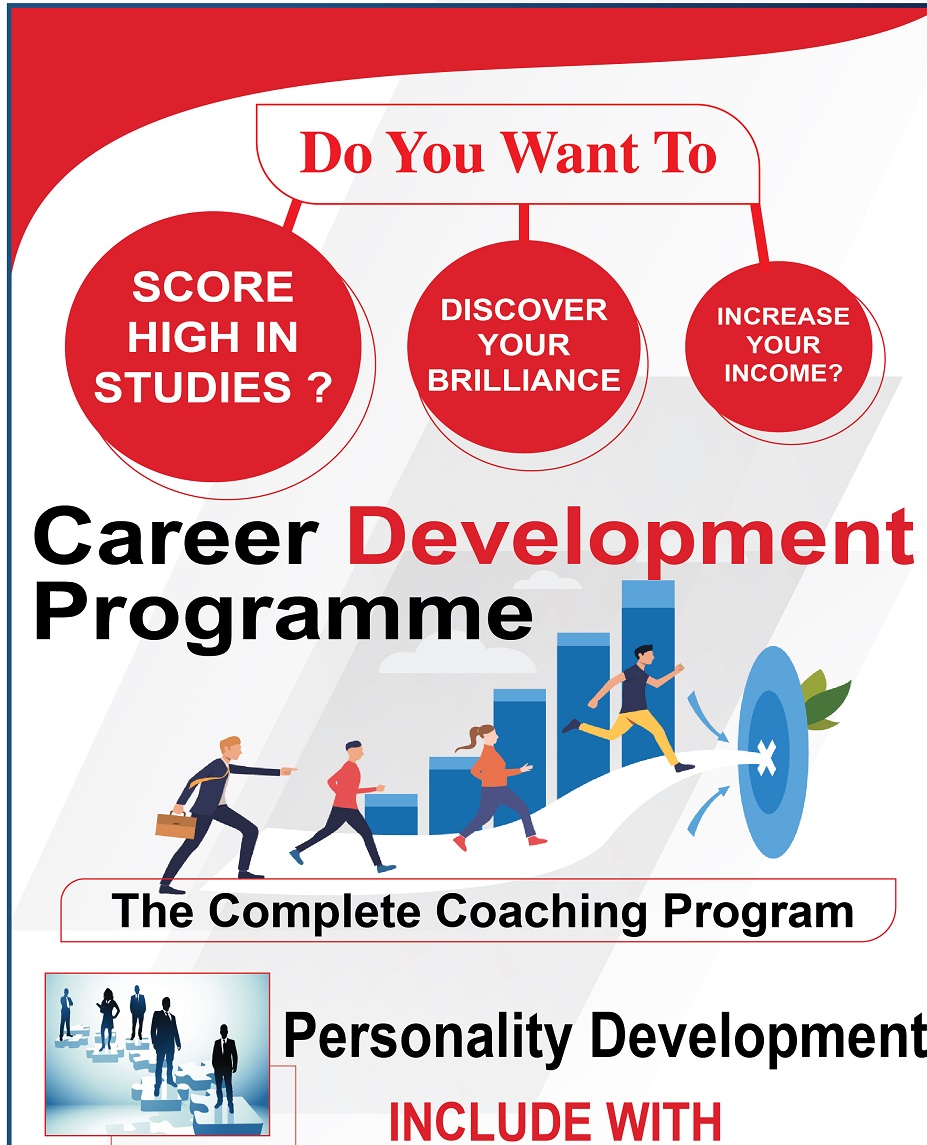 Do You Want To
SCORE
HIGH IN
STUDIES ?
DISCOVER
YOUR
BRILLIANCE
INCREASE
YOUR
INCOME?
Career Development
Programme
The Complete Coaching Program
Personality Development
INCLUDE WITH